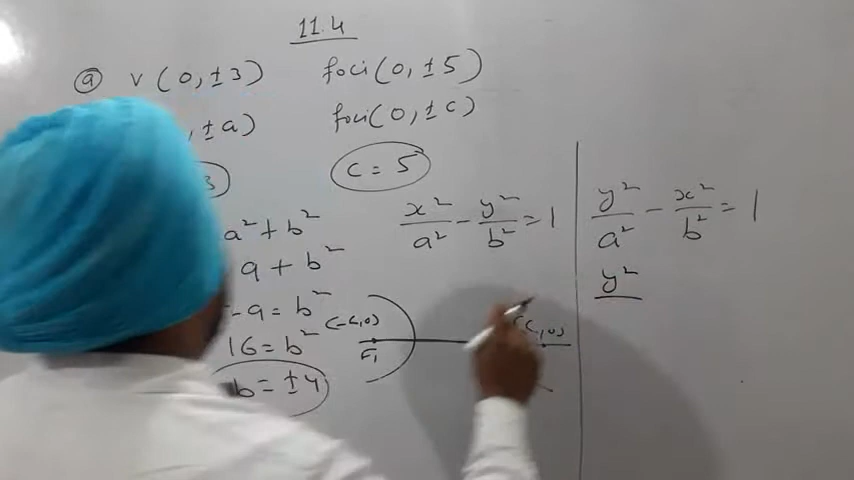 11.4
ⓐ v (0, ±3) foci (0, ±5)
, ±a) foci (0, ±c)
3 c = 5
a² + b²
9 + b²
-9 = b²
16 = b²
b = ±4
x²/a² - y²/b² = 1
(-c,0) (c,0)
F₁
y²/a² - x²/b² = 1
y²